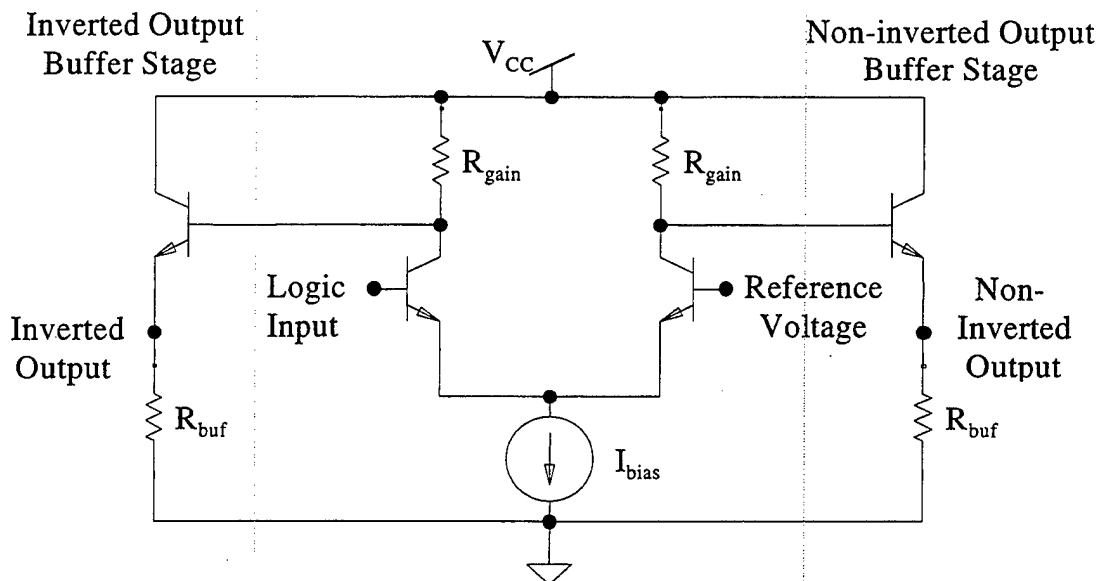 Inverted Output
Buffer Stage
V_CC
Non-inverted Output
Buffer Stage
R_gain
R_gain
Logic
Input
Reference
Voltage
Inverted
Output
Non-
Inverted
Output
R_buf
I_bias
R_buf